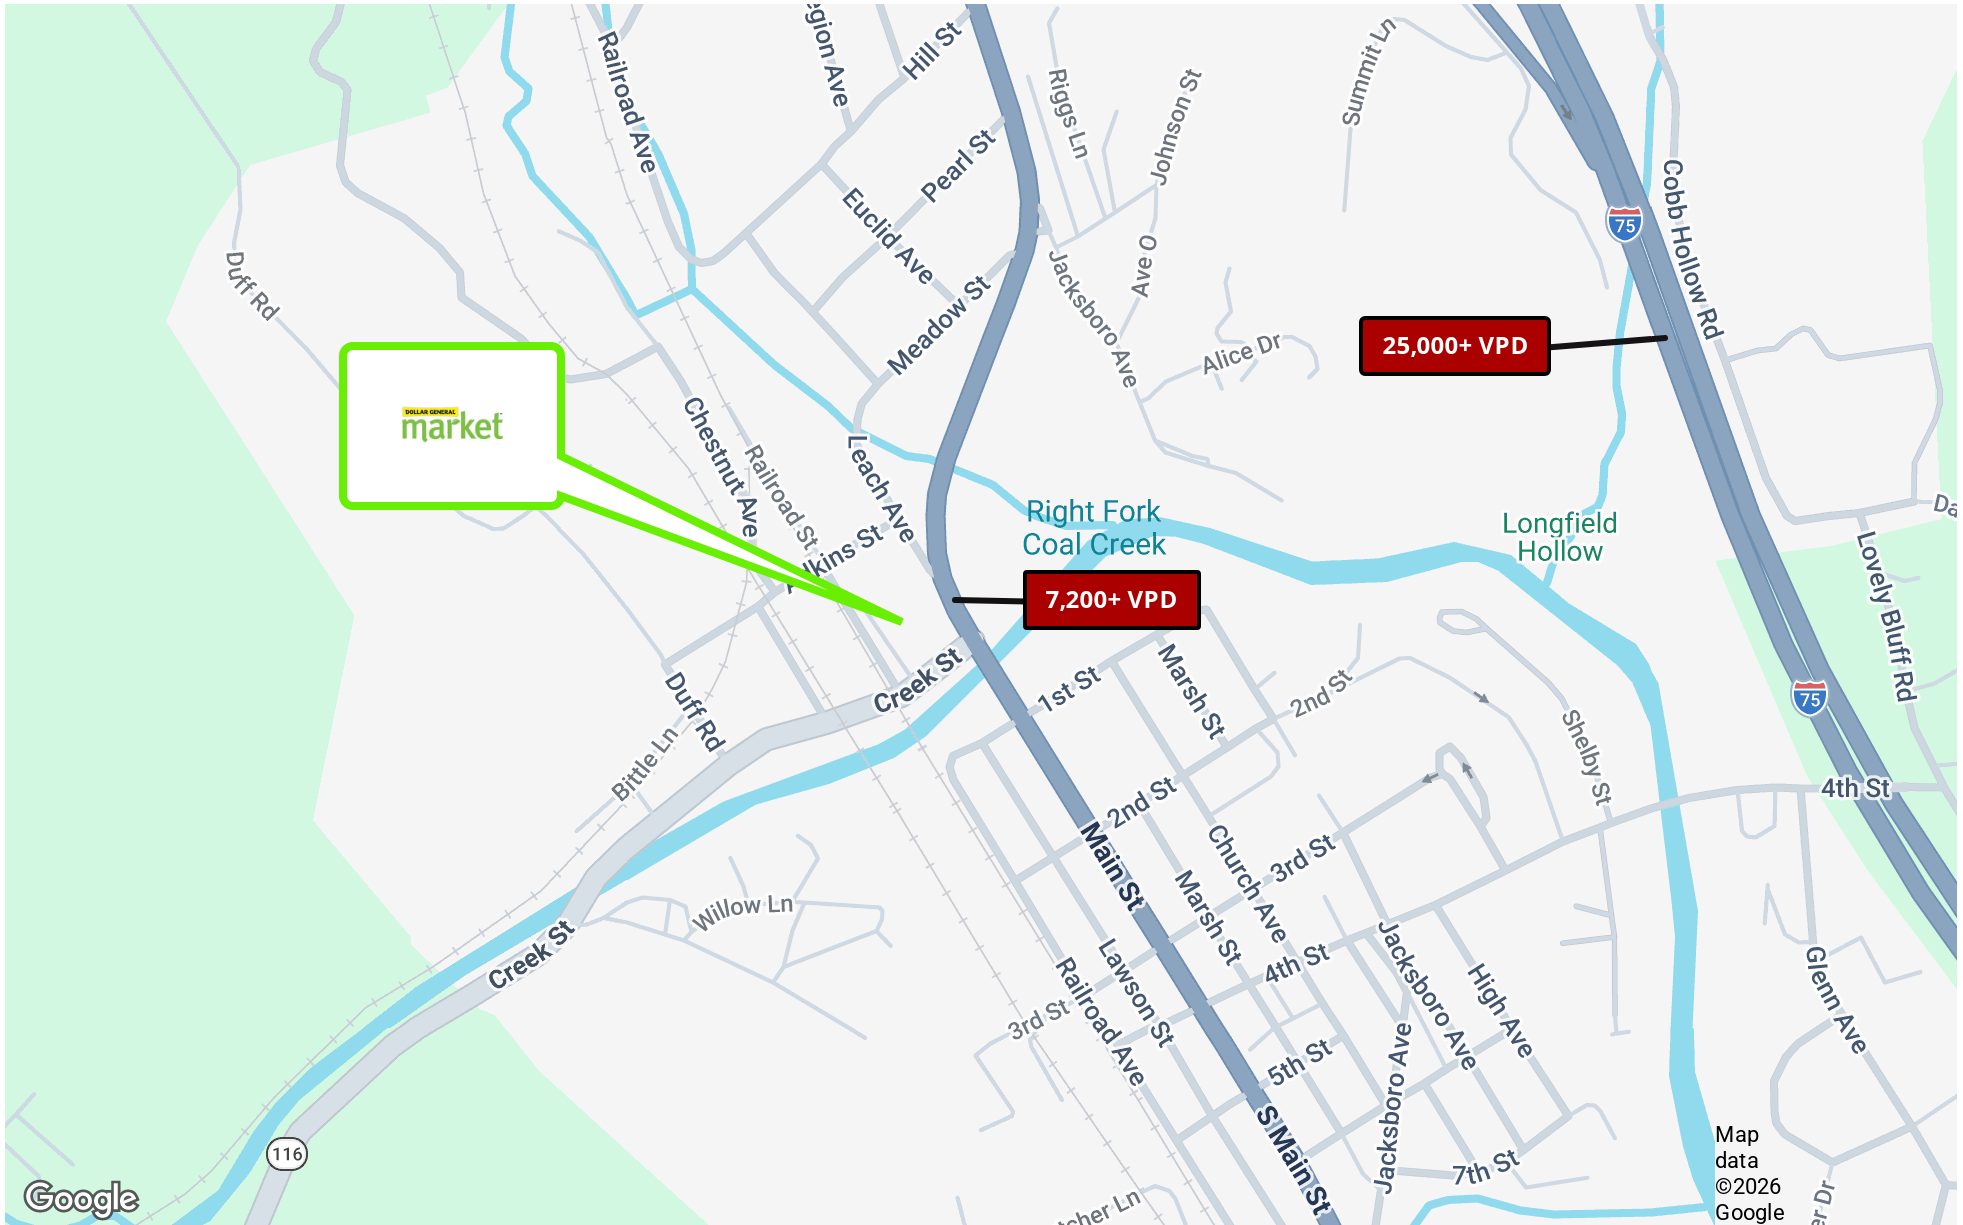 Railroad Ave
Hill St
Riggs Ln
Johnson St
Summit Ln
Pearl St
Euclid Ave
Cobb Hollow Rd
75
Duff Rd
Meadow St
Jacksboro Ave
Ave O
Alice Dr
25,000+ VPD
DOLLAR GENERAL
market
Chestnut Ave
Railroad St
Leach Ave
Right Fork
Coal Creek
Longfield
Hollow
Lovely Bluff Rd
7,200+ VPD
Creek St
Duff Rd
Bittle Ln
1st St
Marsh St
2nd St
Shelby St
75
4th St
2nd St
Main St
Church Ave
3rd St
Marsh St
Willow Ln
Creek St
Lawson St
Railroad Ave
3rd St
4th St
Jacksboro Ave
High Ave
Glenn Ave
5th St
Jacksboro Ave
S Main St
7th St
116
Google
Map
data
©2026
Google